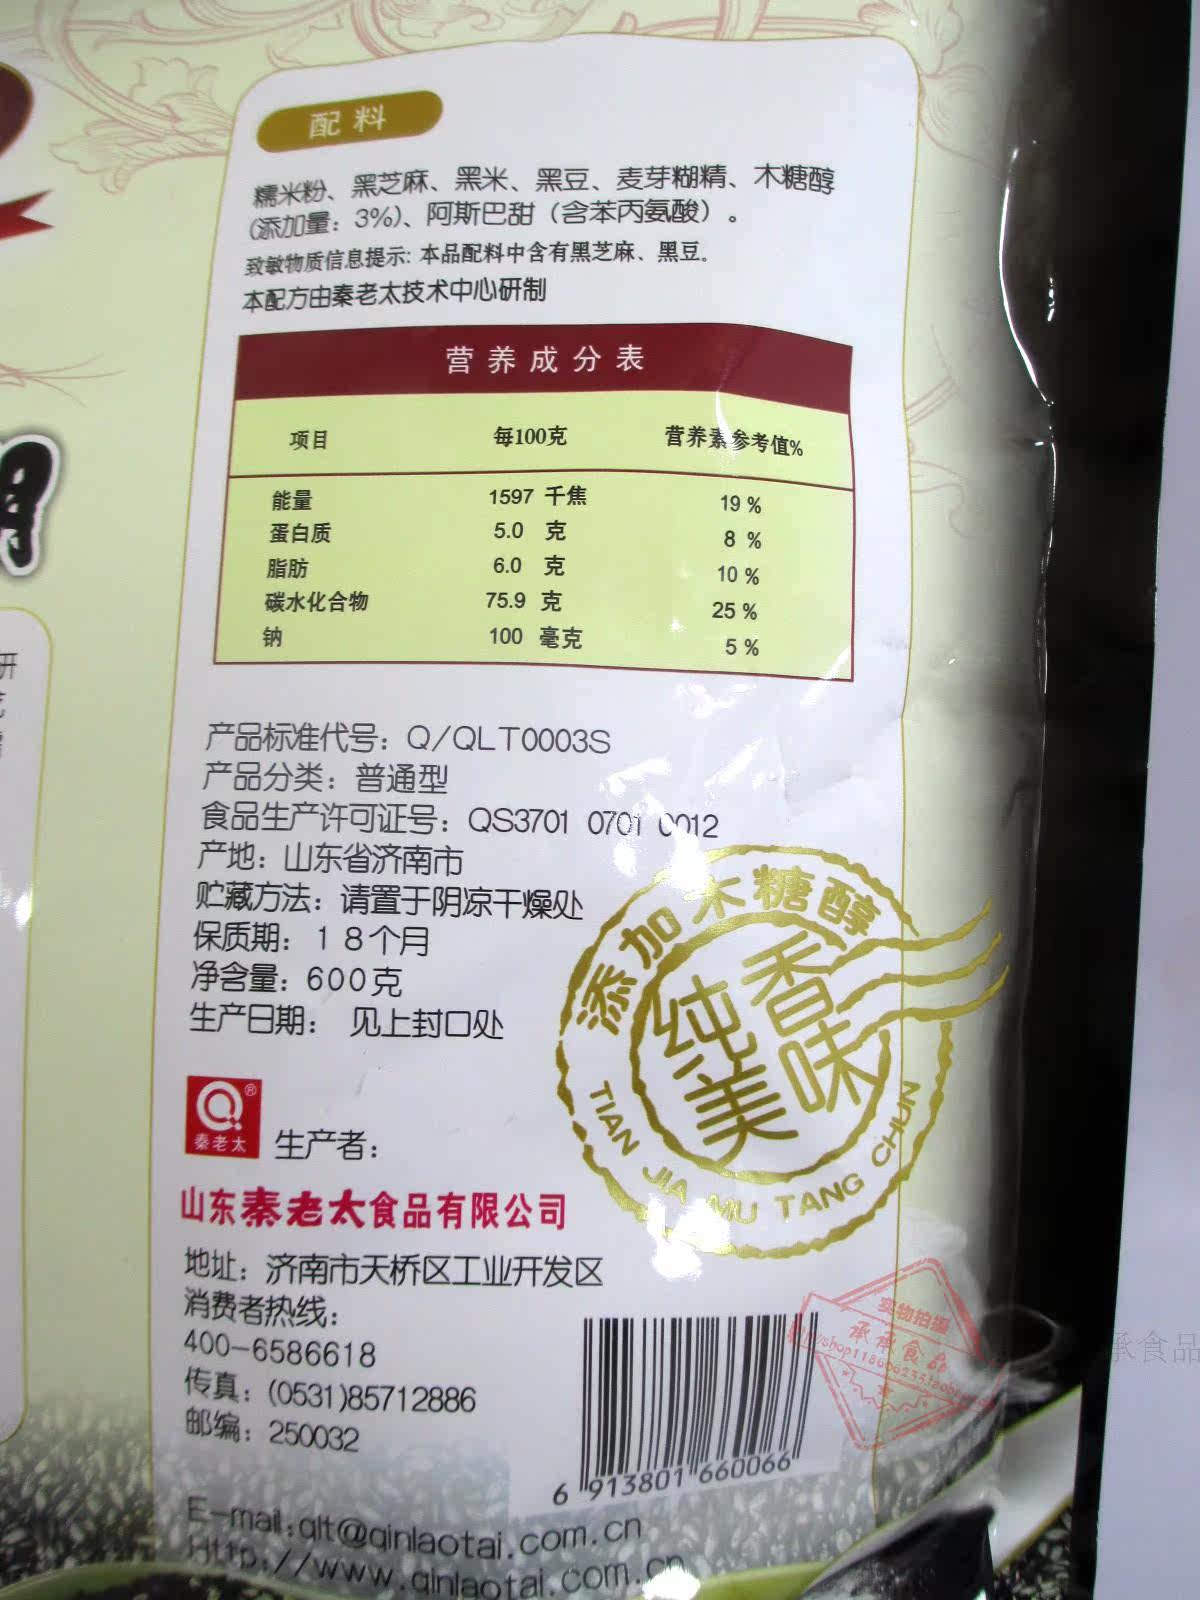 配料
糯米粉、黑芝麻、黑米、黑豆、麦芽糊精、木糖醇
(添加量：3%)、阿斯巴甜（含苯丙氨酸）。
致敏物质信息提示：本品配料中含有黑芝麻、黑豆。
本配方由秦老太技术中心研制
营养成分表
项目 每100克 营养素参考值%
能量 1597 千焦 19 %
蛋白质 5.0 克 8 %
脂肪 6.0 克 10 %
碳水化合物 75.9 克 25 %
钠 100 毫克 5 %
产品标准代号：Q/QLT0003S
产品分类：普通型
食品生产许可证号：QS3701 0701 0012
产地：山东省济南市
贮藏方法：请置于阴凉干燥处
保质期：18个月
净含量：600克
生产日期： 见上封口处
添加木糖醇
香味纯美
TIAN JIA MU TANG CHUN
秦老太
®
生产者：
山东秦老太食品有限公司
地址：济南市天桥区工业开发区
消费者热线：
400-6586618
传真：(0531)85712886
邮编：250032
6 913801 660066
E-mail:qlt@qinlaotai.com.cn
Http://www.qinlaotai.com.cn
实物拍摄
承承食品
承食品
研